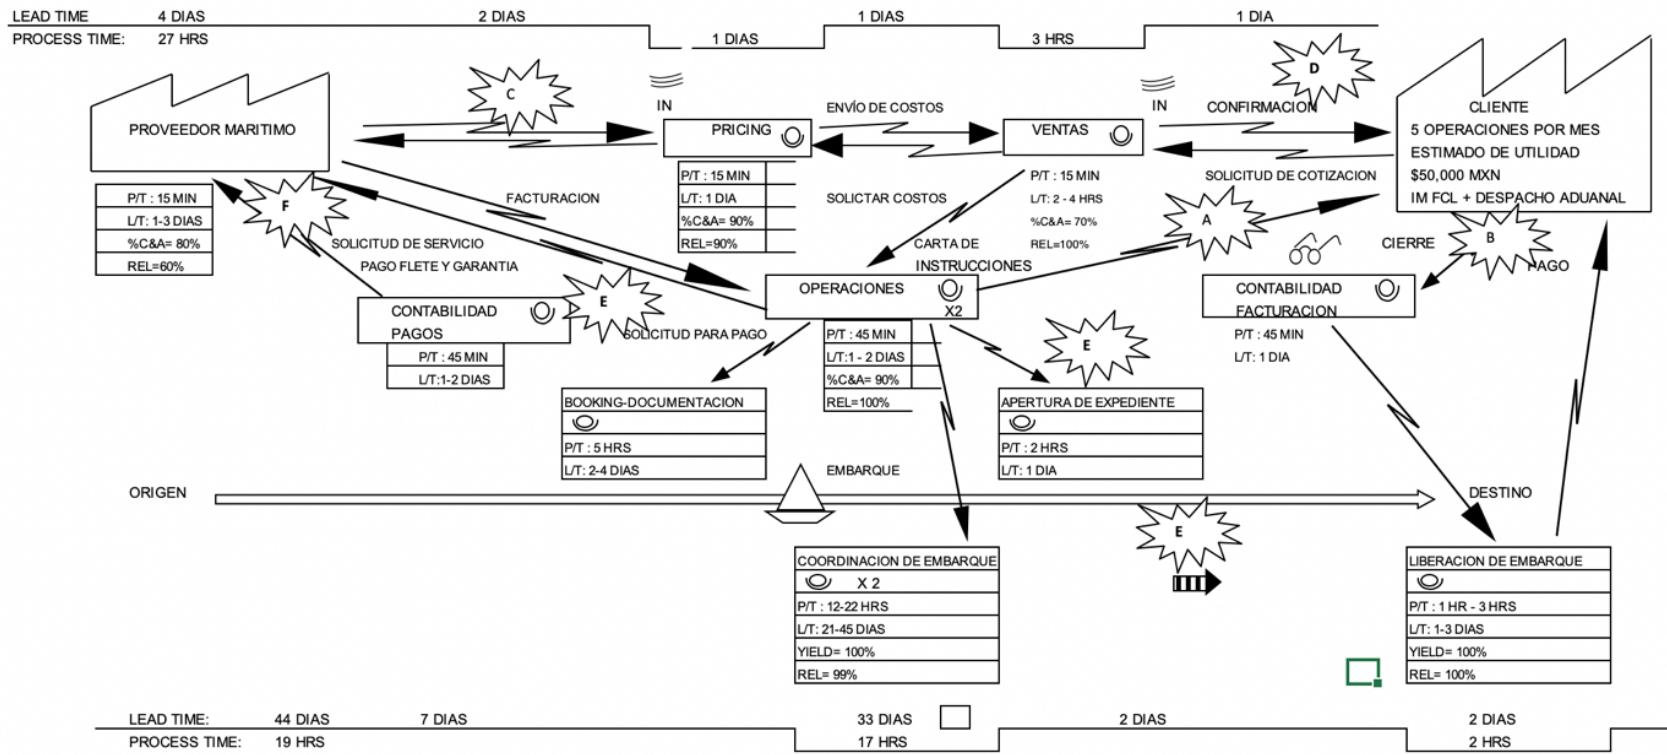 LEAD TIME 4 DIAS 2 DIAS 1 DIAS 1 DIA
PROCESS TIME: 27 HRS 1 DIAS 3 HRS
C
D
IN
ENVÍO DE COSTOS
IN
CONFIRMACION
PROVEEDOR MARITIMO
PRICING
VENTAS
CLIENTE
5 OPERACIONES POR MES
ESTIMADO DE UTILIDAD
$50,000 MXN
IM FCL + DESPACHO ADUANAL
P/T : 15 MIN
L/T: 1-3 DIAS
%C&A= 80%
REL=60%
F
FACTURACION
P/T : 15 MIN
L/T: 1 DIA
%C&A= 90%
REL=90%
SOLICTAR COSTOS
P/T : 15 MIN
L/T: 2 - 4 HRS
%C&A= 70%
REL=100%
SOLICITUD DE COTIZACION
A
SOLICITUD DE SERVICIO
PAGO FLETE Y GARANTIA
CARTA DE
INSTRUCCIONES
CIERRE
B
PAGO
CONTABILIDAD
PAGOS
P/T : 45 MIN
L/T:1-2 DIAS
E
SOLICITUD PARA PAGO
OPERACIONES
X2
P/T : 45 MIN
L/T:1 - 2 DIAS
%C&A= 90%
REL=100%
E
CONTABILIDAD
FACTURACION
P/T : 45 MIN
L/T: 1 DIA
BOOKING-DOCUMENTACION
P/T : 5 HRS
L/T: 2-4 DIAS
APERTURA DE EXPEDIENTE
P/T : 2 HRS
L/T: 1 DIA
ORIGEN
EMBARQUE
DESTINO
E
COORDINACION DE EMBARQUE
X 2
P/T : 12-22 HRS
L/T: 21-45 DIAS
YIELD= 100%
REL= 99%
LIBERACION DE EMBARQUE
P/T : 1 HR - 3 HRS
L/T: 1-3 DIAS
YIELD= 100%
REL= 100%
LEAD TIME: 44 DIAS 7 DIAS 33 DIAS 2 DIAS 2 DIAS
PROCESS TIME: 19 HRS 17 HRS 2 HRS